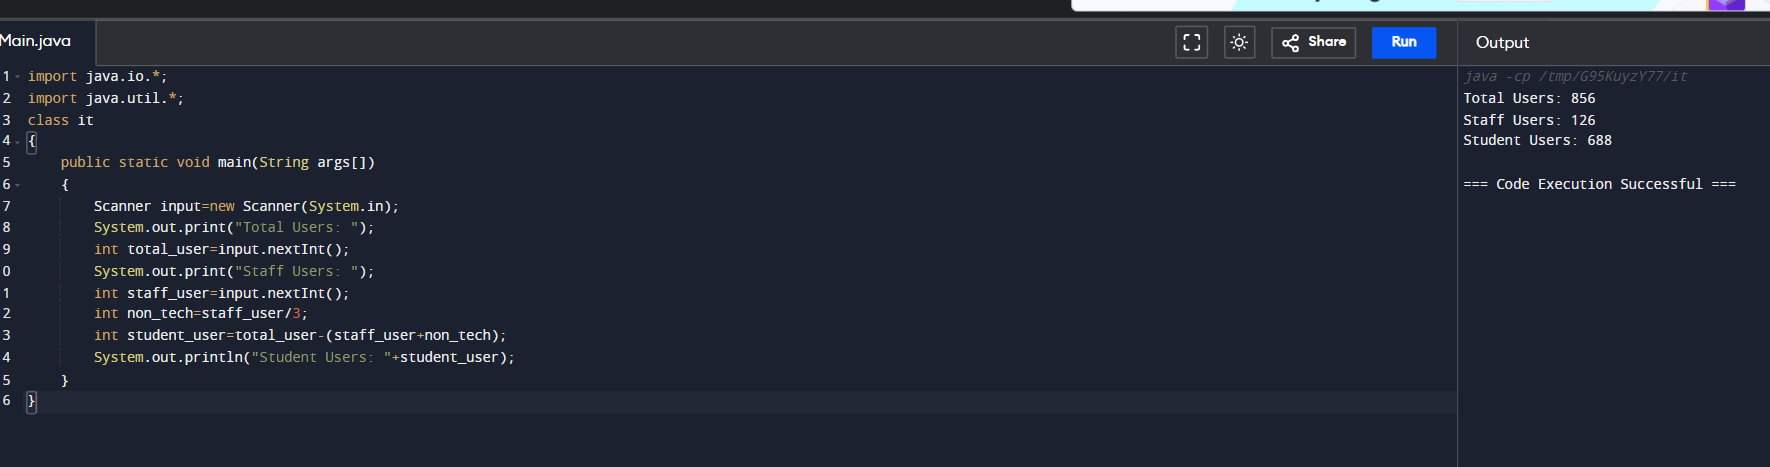 Main.java
Share
Run
Output
1 import java.io.*;
2 import java.util.*;
3 class it
4 {
5 public static void main(String args[])
6 {
7 Scanner input=new Scanner(System.in);
8 System.out.print("Total Users: ");
9 int total_user=input.nextInt();
0 System.out.print("Staff Users: ");
1 int staff_user=input.nextInt();
2 int non_tech=staff_user/3;
3 int student_user=total_user-(staff_user+non_tech);
4 System.out.println("Student Users: "+student_user);
5 }
6 }
java -cp /tmp/G95KuyzY77/it
Total Users: 856
Staff Users: 126
Student Users: 688
=== Code Execution Successful ===